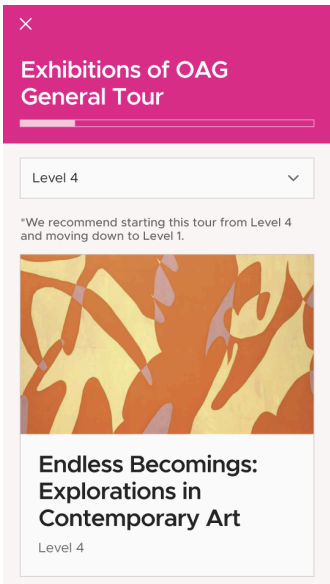 Exhibitions of OAG
General Tour
Level 4
*We recommend starting this tour from Level 4
and moving down to Level 1.
Endless Becomings:
Explorations in
Contemporary Art
Level 4